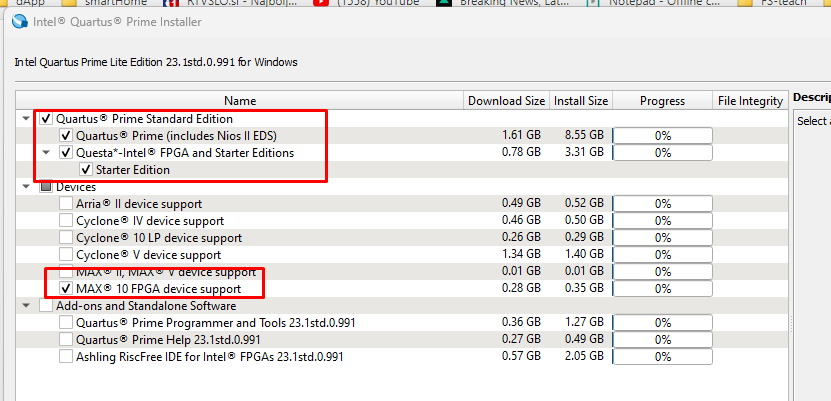 dApp smartHome RTVSLO.si - Najbolj... (1558) YouTube Breaking News, Lat... Notepad - Offline c... FS-teach
Intel® Quartus® Prime Installer
Intel Quartus Prime Lite Edition 23.1std.0.991 for Windows
Name Download Size Install Size Progress File Integrity Descrip
Quartus® Prime Standard Edition Select a
Quartus® Prime (includes Nios II EDS) 1.61 GB 8.55 GB 0%
Questa*-Intel® FPGA and Starter Editions 0.78 GB 3.31 GB 0%
Starter Edition
Devices
Arria® II device support 0.49 GB 0.52 GB 0%
Cyclone® IV device support 0.46 GB 0.50 GB 0%
Cyclone® 10 LP device support 0.26 GB 0.29 GB 0%
Cyclone® V device support 1.34 GB 1.40 GB 0%
MAX® II, MAX® V device support 0.01 GB 0.01 GB 0%
MAX® 10 FPGA device support 0.28 GB 0.35 GB 0%
Add-ons and Standalone Software
Quartus® Prime Programmer and Tools 23.1std.0.991 0.36 GB 1.27 GB 0%
Quartus® Prime Help 23.1std.0.991 0.27 GB 0.49 GB 0%
Ashling RiscFree IDE for Intel® FPGAs 23.1std.0.991 0.57 GB 2.05 GB 0%